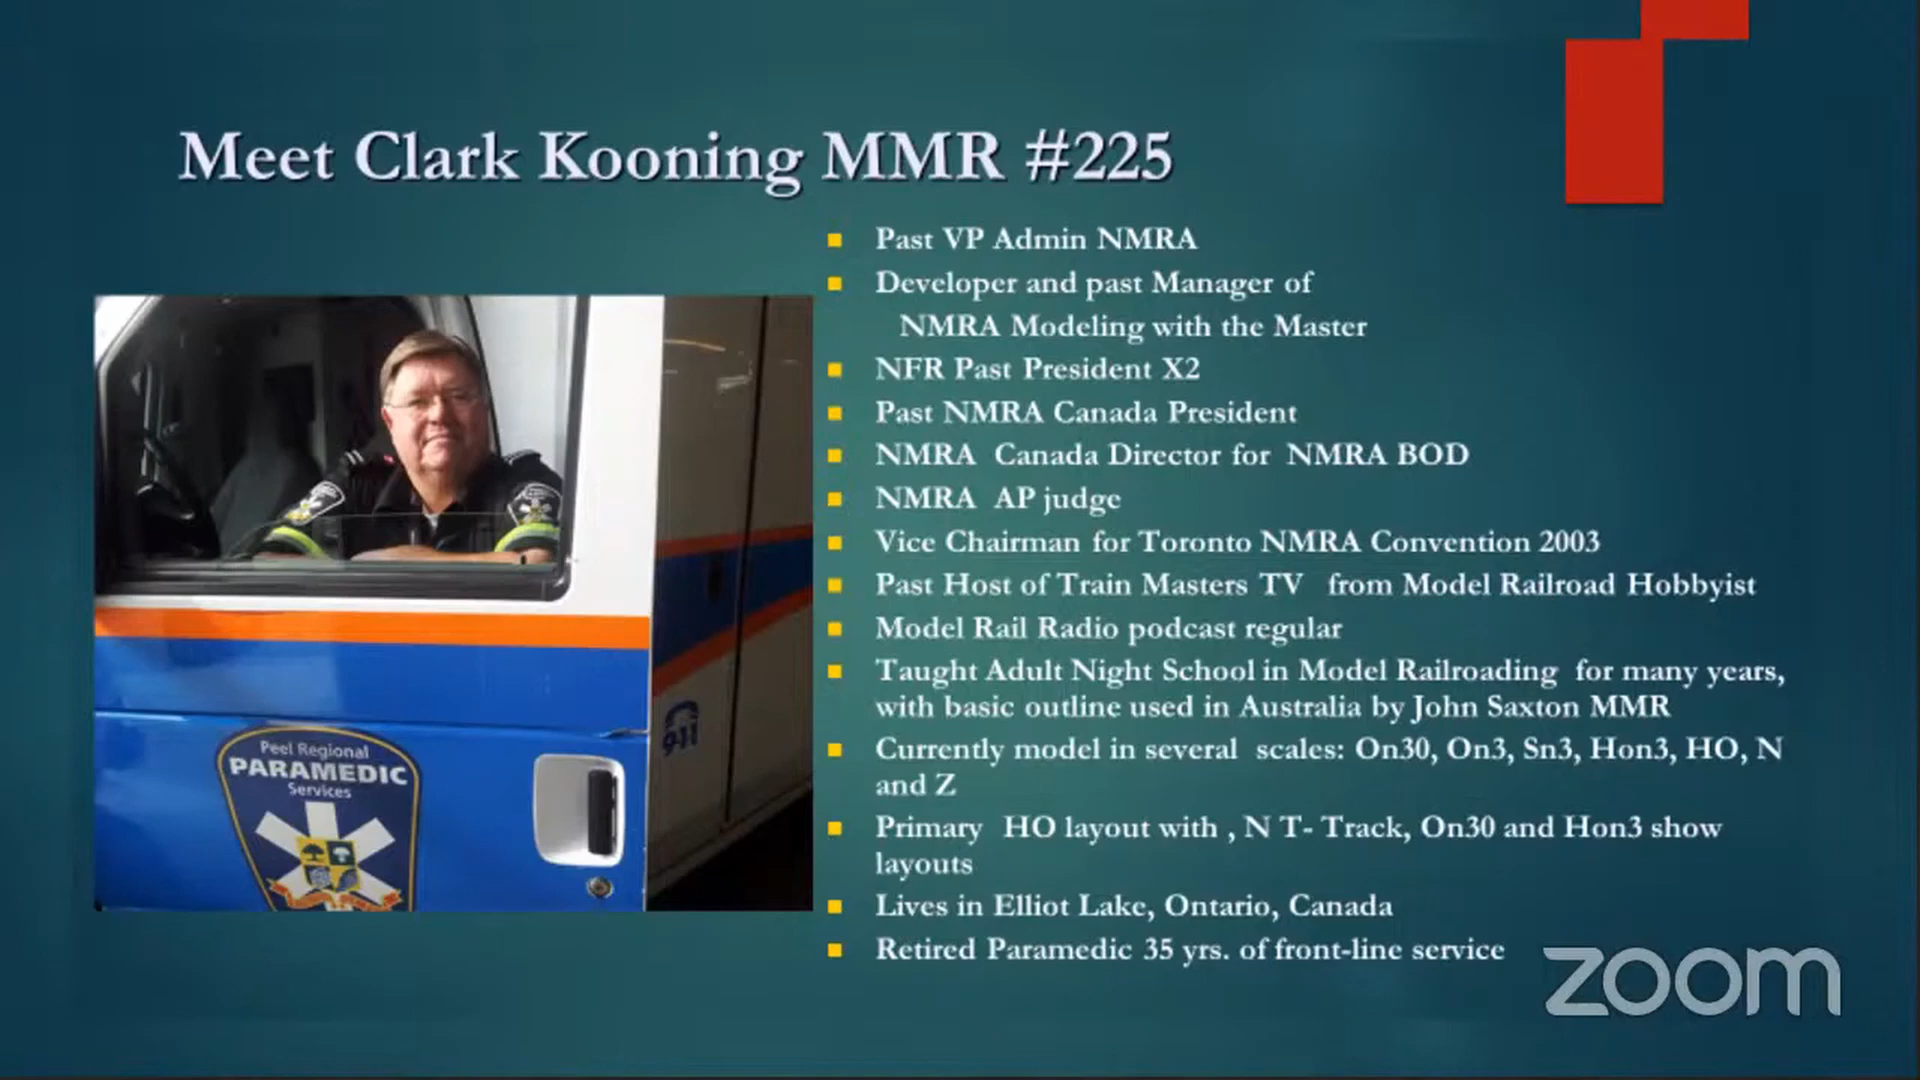 Meet Clark Kooning MMR #225
Past VP Admin NMRA
Developer and past Manager of
NMRA Modeling with the Master
NFR Past President X2
Past NMRA Canada President
NMRA Canada Director for NMRA BOD
NMRA AP judge
Vice Chairman for Toronto NMRA Convention 2003
Past Host of Train Masters TV from Model Railroad Hobbyist
Model Rail Radio podcast regular
Taught Adult Night School in Model Railroading for many years,
with basic outline used in Australia by John Saxton MMR
Currently model in several scales: On30, On3, Sn3, Hon3, HO, N
and Z
Primary HO layout with , N T- Track, On30 and Hon3 show
layouts
Lives in Elliot Lake, Ontario, Canada
Retired Paramedic 35 yrs. of front-line service
911
Peel Regional
PARAMEDIC
Services
zoom